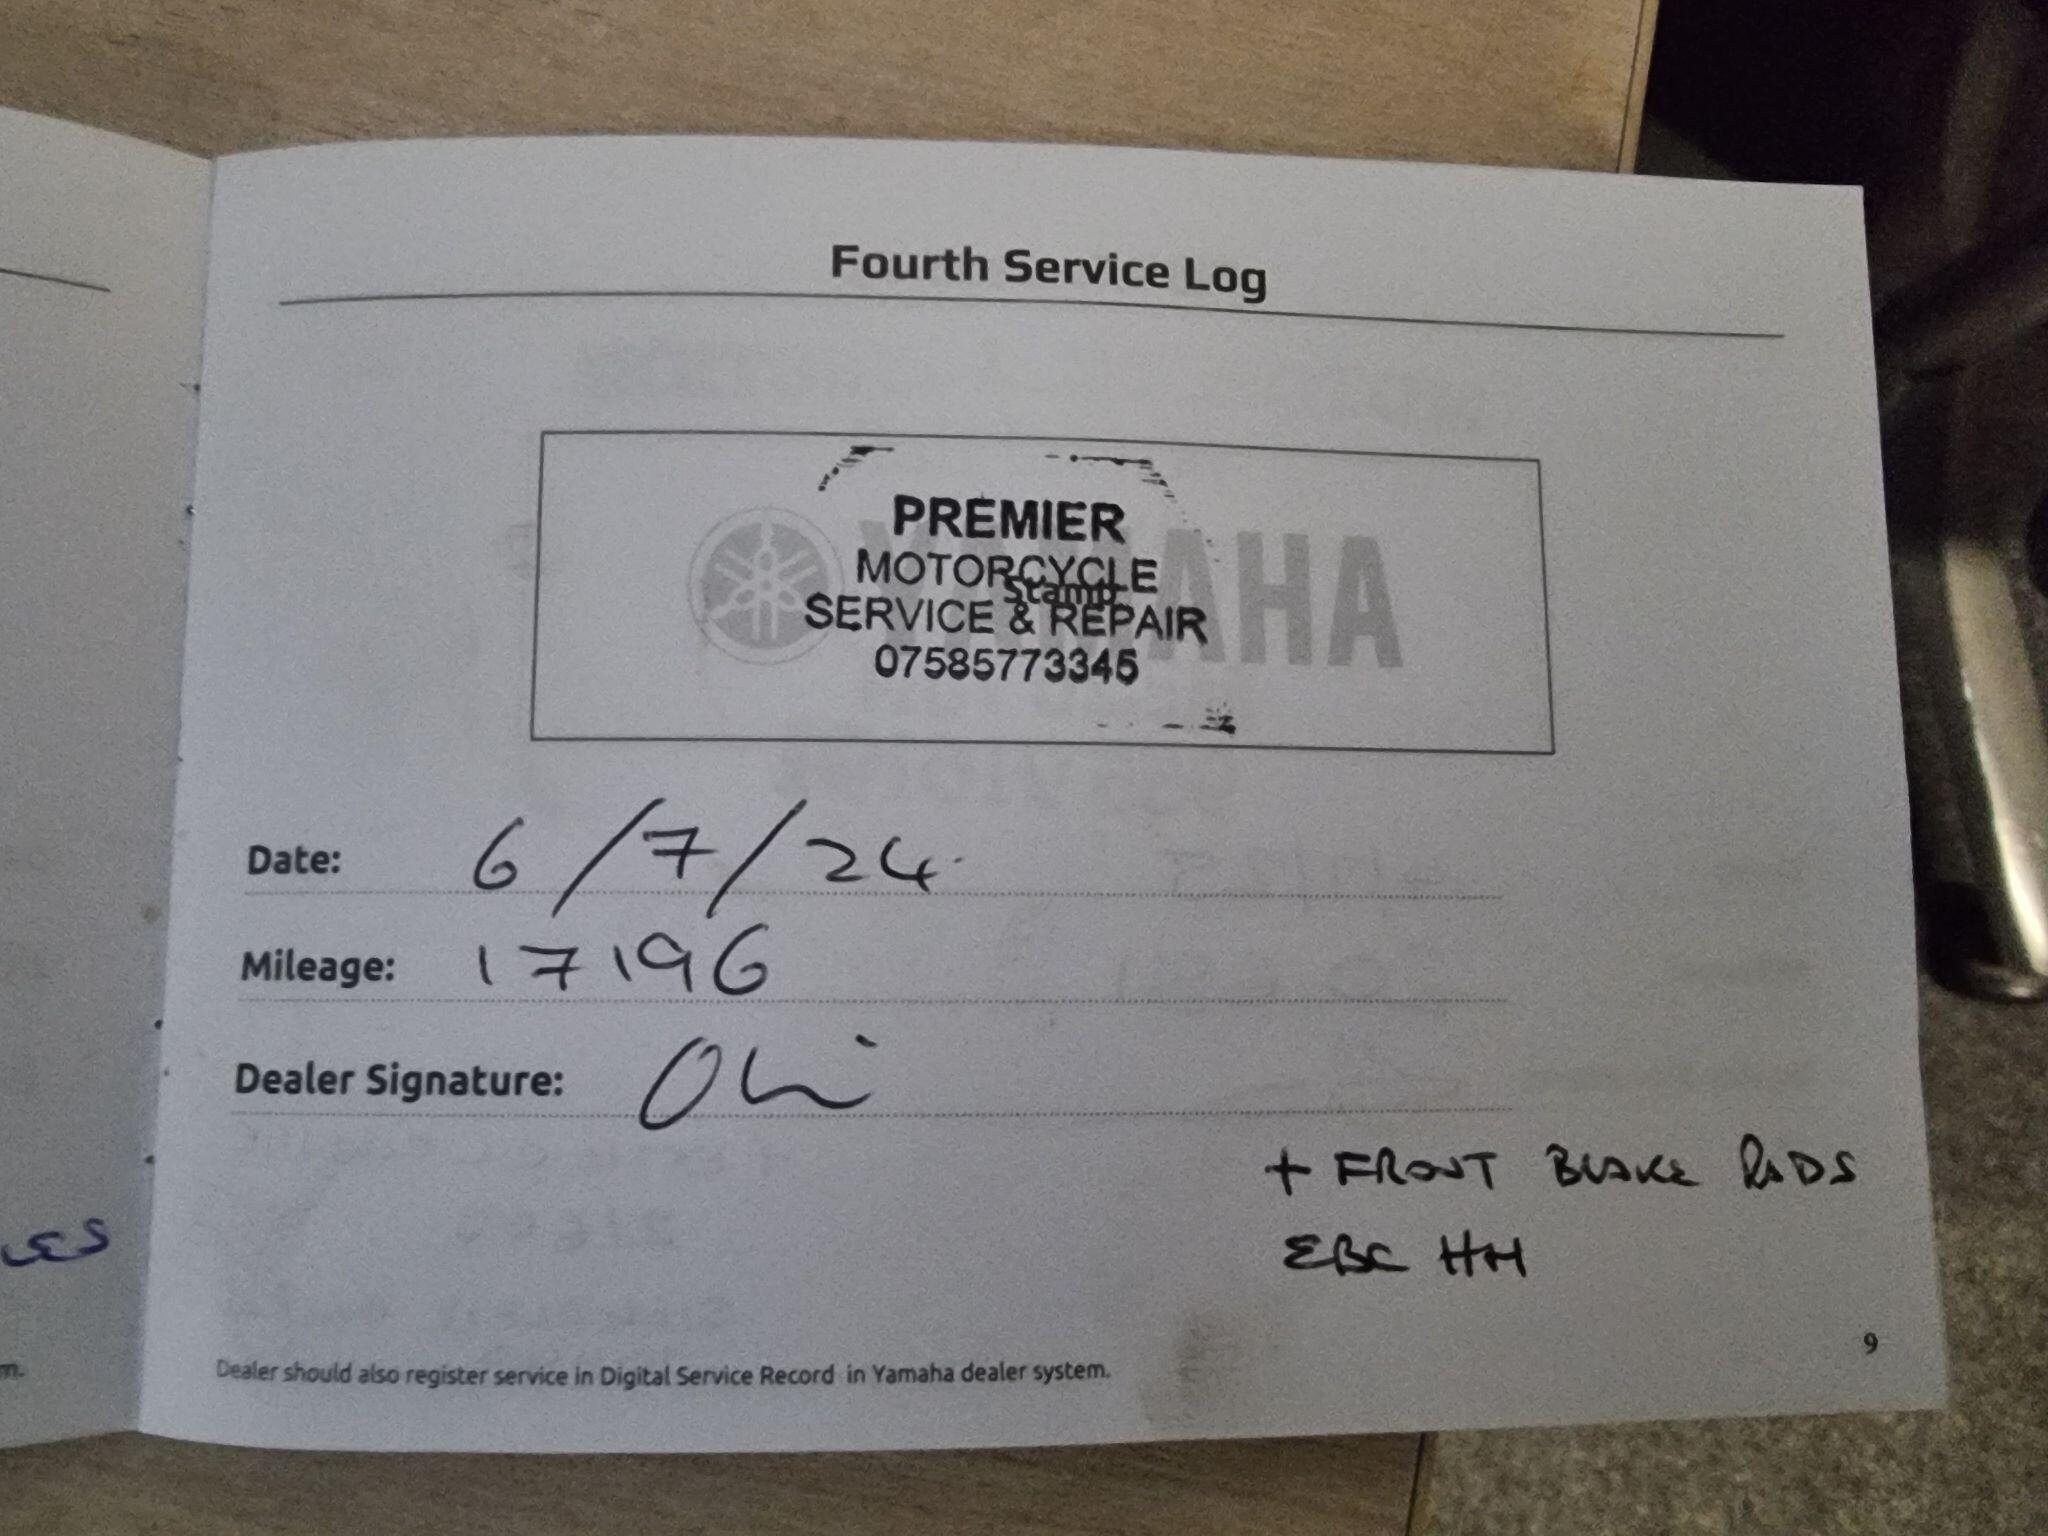 Fourth Service Log
YAMAHA
PREMIER
MOTORCYCLE
Stamp
SERVICE & REPAIR
07585773345
Date: 6/7/24
Mileage: 17196
Dealer Signature: Oli
+ FRONT BRAKE PADS
EBC HH
9
Dealer should also register service in Digital Service Record in Yamaha dealer system.